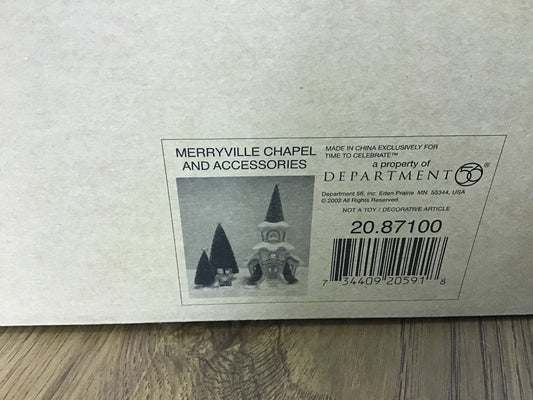 MERRYVILLE CHAPEL
AND ACCESSORIES
MADE IN CHINA EXCLUSIVELY FOR
TIME TO CELEBRATE™
a property of
DEPARTMENT 56®
Department 56, Inc. Eden Prairie MN, 55344, USA
© 2002 All Rights Reserved
NOT A TOY / DECORATIVE ARTICLE
20.87100
7 34409 20591 8